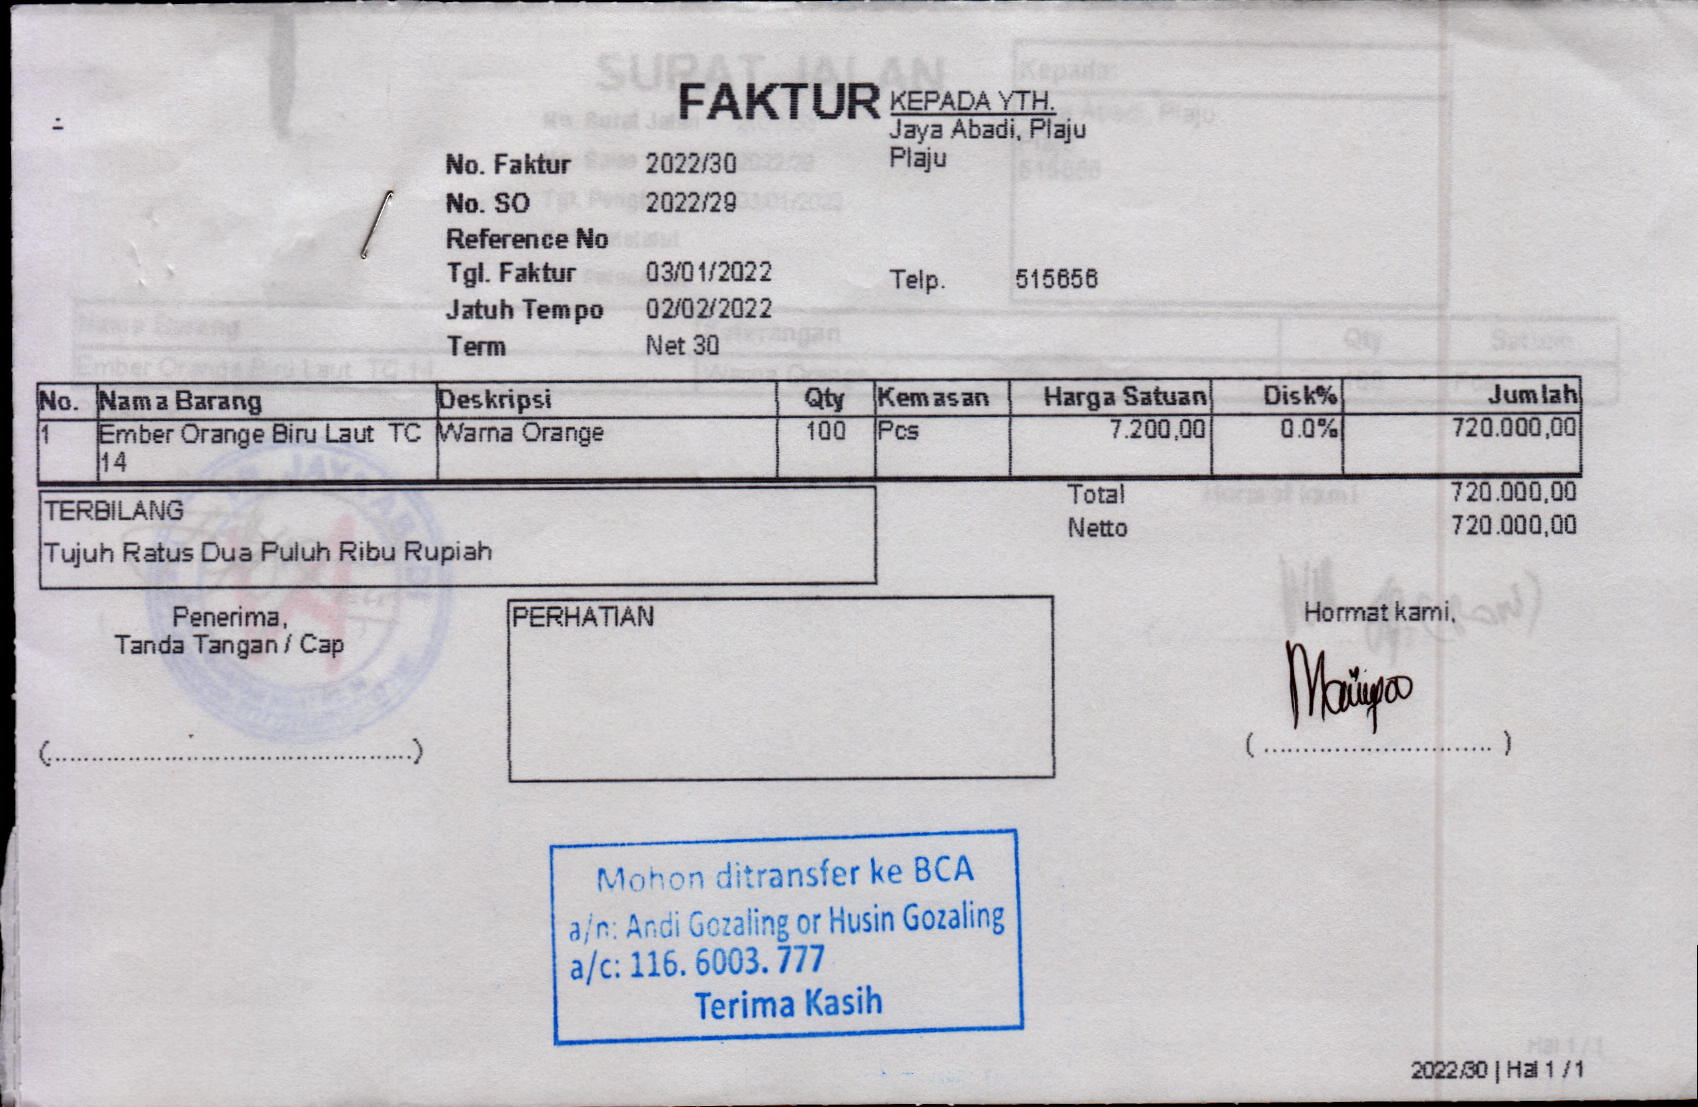 FAKTUR
KEPADA YTH.
Jaya Abadi, Plaju
Plaju
No. Faktur 2022/30
No. SO 2022/29
Reference No
Tgl. Faktur 03/01/2022
Telp. 515656
Jatuh Tempo 02/02/2022
Term Net 30
No. Nama Barang Deskripsi Qty Kemasan Harga Satuan Disk% Jumlah
1 Ember Orange Biru Laut TC Warna Orange 100 Pcs 7.200,00 0.0% 720.000,00
14
Total 720.000,00
Netto 720.000,00
TERBILANG
Tujuh Ratus Dua Puluh Ribu Rupiah
Penerima,
Tanda Tangan / Cap
PERHATIAN
Hormat kami,
(................................................)
( .............................. )
Mohon ditransfer ke BCA
a/n: Andi Gozaling or Husin Gozaling
a/c: 116. 6003. 777
Terima Kasih
2022/30 | Hal 1 / 1